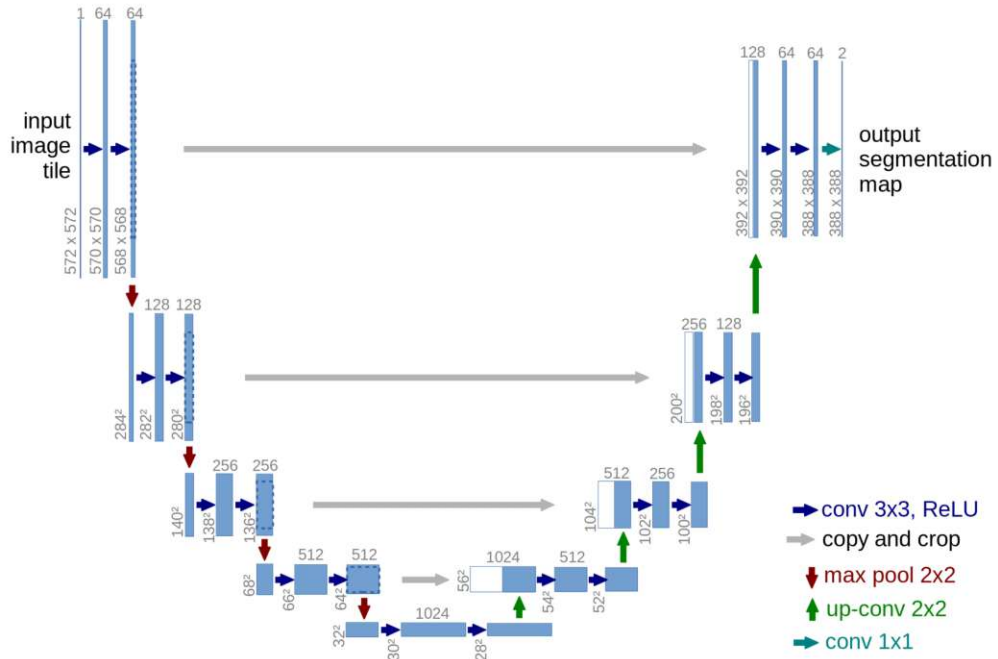 1 64 64
128 64 64 2
input
image
tile
output
segmentation
map
572 x 572
570 x 570
568 x 568
392 x 392
390 x 390
388 x 388
388 x 388
128 128
256 128
284²
282²
280²
200²
198²
196²
256 256
512 256
140²
138²
136²
104²
102²
100²
conv 3x3, ReLU
copy and crop
max pool 2x2
up-conv 2x2
conv 1x1
512 512
1024 512
68²
66²
64²
56²
54²
52²
1024
32²
30²
28²